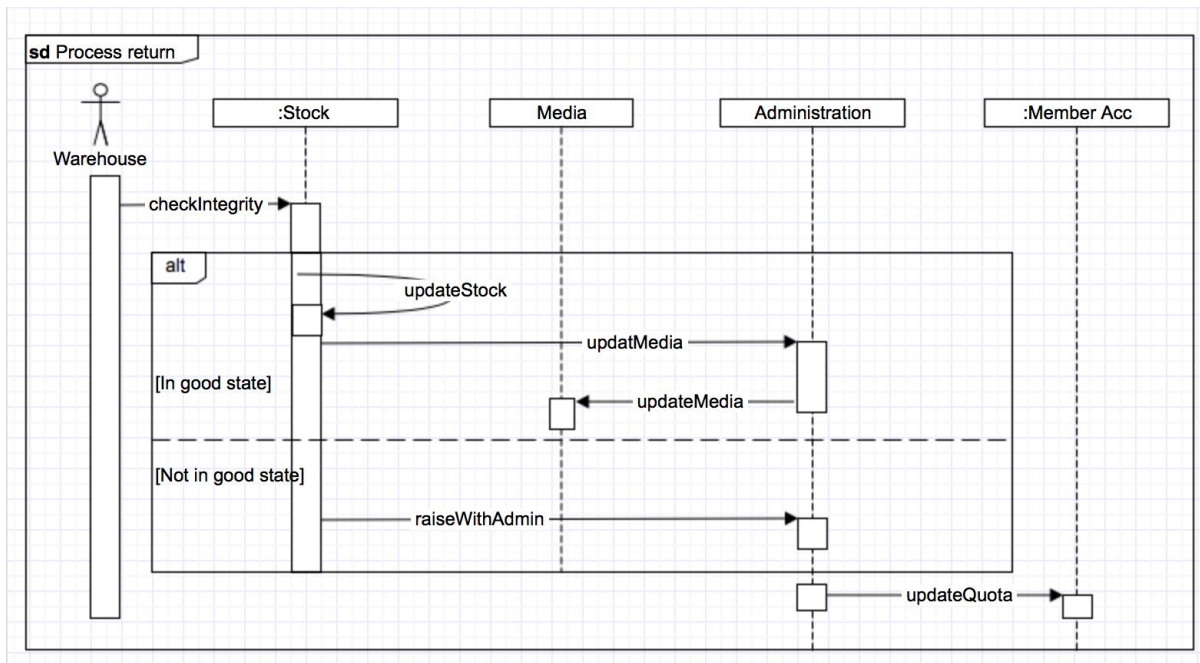 sd Process return
:Stock
Media
Administration
:Member Acc
Warehouse
checkIntegrity
alt
updateStock
updatMedia
[In good state]
updateMedia
[Not in good state]
raiseWithAdmin
updateQuota